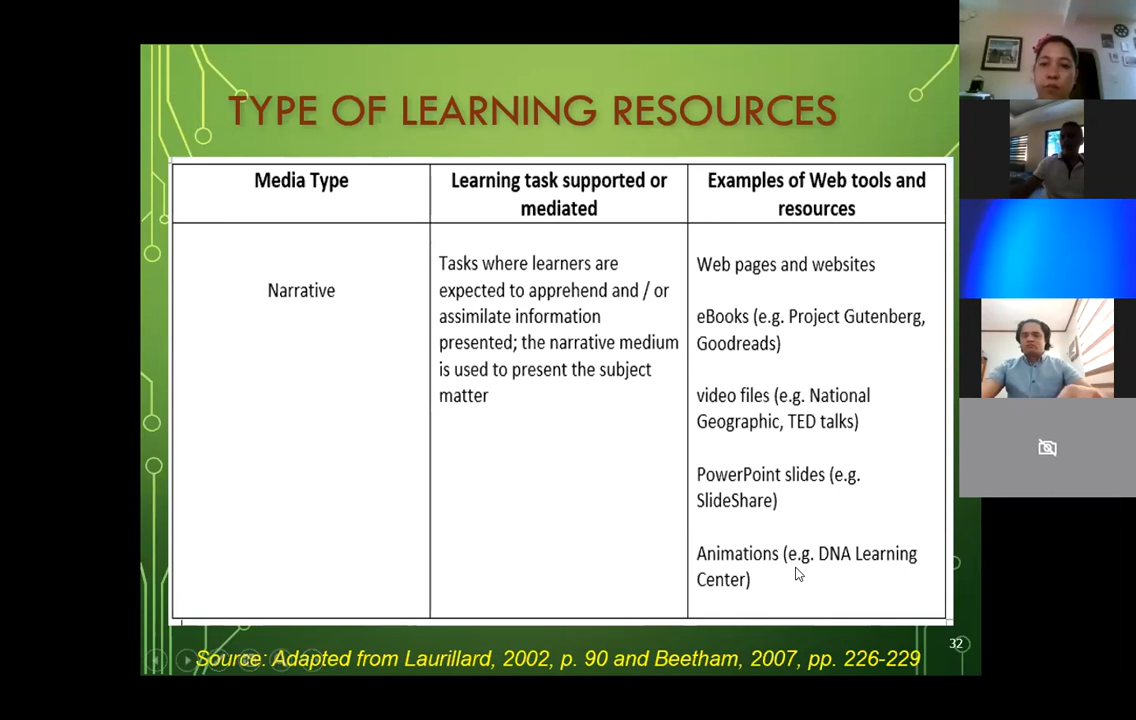 TYPE OF LEARNING RESOURCES
Media Type
Learning task supported or
mediated
Examples of Web tools and
resources
Narrative
Tasks where learners are
expected to apprehend and / or
assimilate information
presented; the narrative medium
is used to present the subject
matter
Web pages and websites
eBooks (e.g. Project Gutenberg,
Goodreads)
video files (e.g. National
Geographic, TED talks)
PowerPoint slides (e.g.
SlideShare)
Animations (e.g. DNA Learning
Center)
32
Source: Adapted from Laurillard, 2002, p. 90 and Beetham, 2007, pp. 226-229